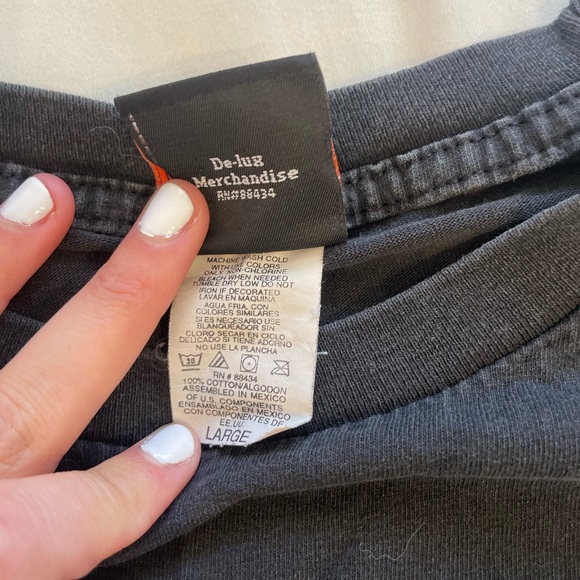 De-lux
Merchandise
RN#88434
MACHINE WASH COLD
WITH LIKE COLORS
ONLY NON-CHLORINE
BLEACH WHEN NEEDED
TUMBLE DRY LOW DO NOT
IRON IF DECORATED
LAVAR EN MAQUINA
AGUA FRIA, CON
COLORES SIMILARES
SI ES NECESARIO USE
BLANQUEADOR SIN
CLORO SECAR EN CICLO
DELICADO SI TIENE ADORNO
NO USE LA PLANCHA
30
RN # 88434
100% COTTON/ALGODON
ASSEMBLED IN MEXICO
OF U.S. COMPONENTS
ENSAMBLADO EN MEXICO
CON COMPONENTES DE
EE.UU.
LARGE